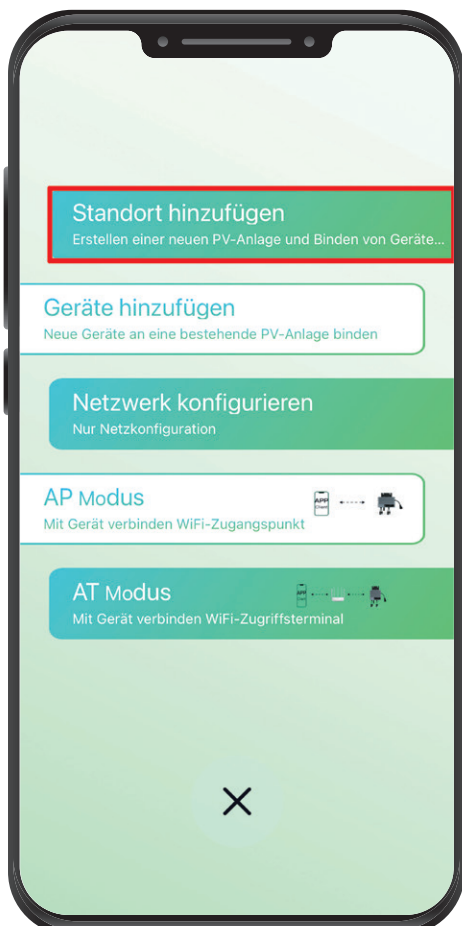 Standort hinzufügen
Erstellen einer neuen PV-Anlage und Binden von Geräte...
Geräte hinzufügen
Neue Geräte an eine bestehende PV-Anlage binden
Netzwerk konfigurieren
Nur Netzkonfiguration
AP Modus
APP
Mit Gerät verbinden WiFi-Zugangspunkt
AT Modus
APP
Mit Gerät verbinden WiFi-Zugriffsterminal